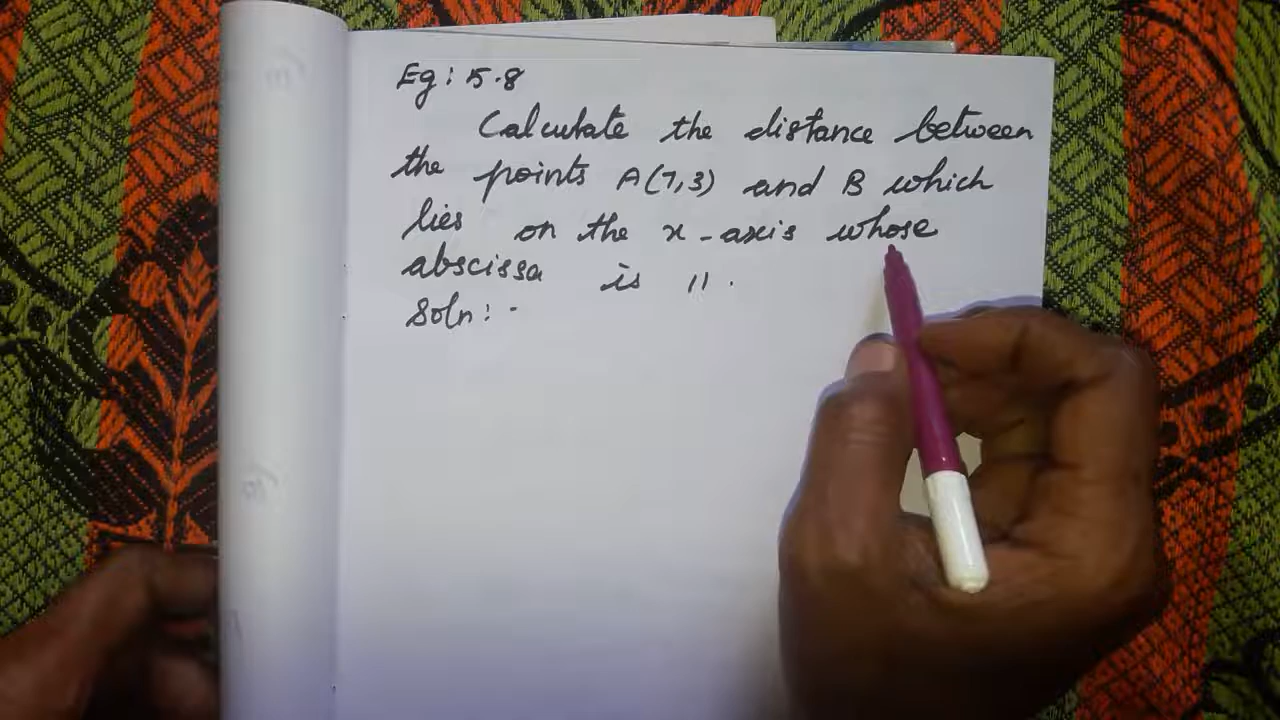 Eg: 5.8
Calculate the distance between
the points A(7,3) and B which
lies on the x-axis whose
abscissa is 11.
Soln:-